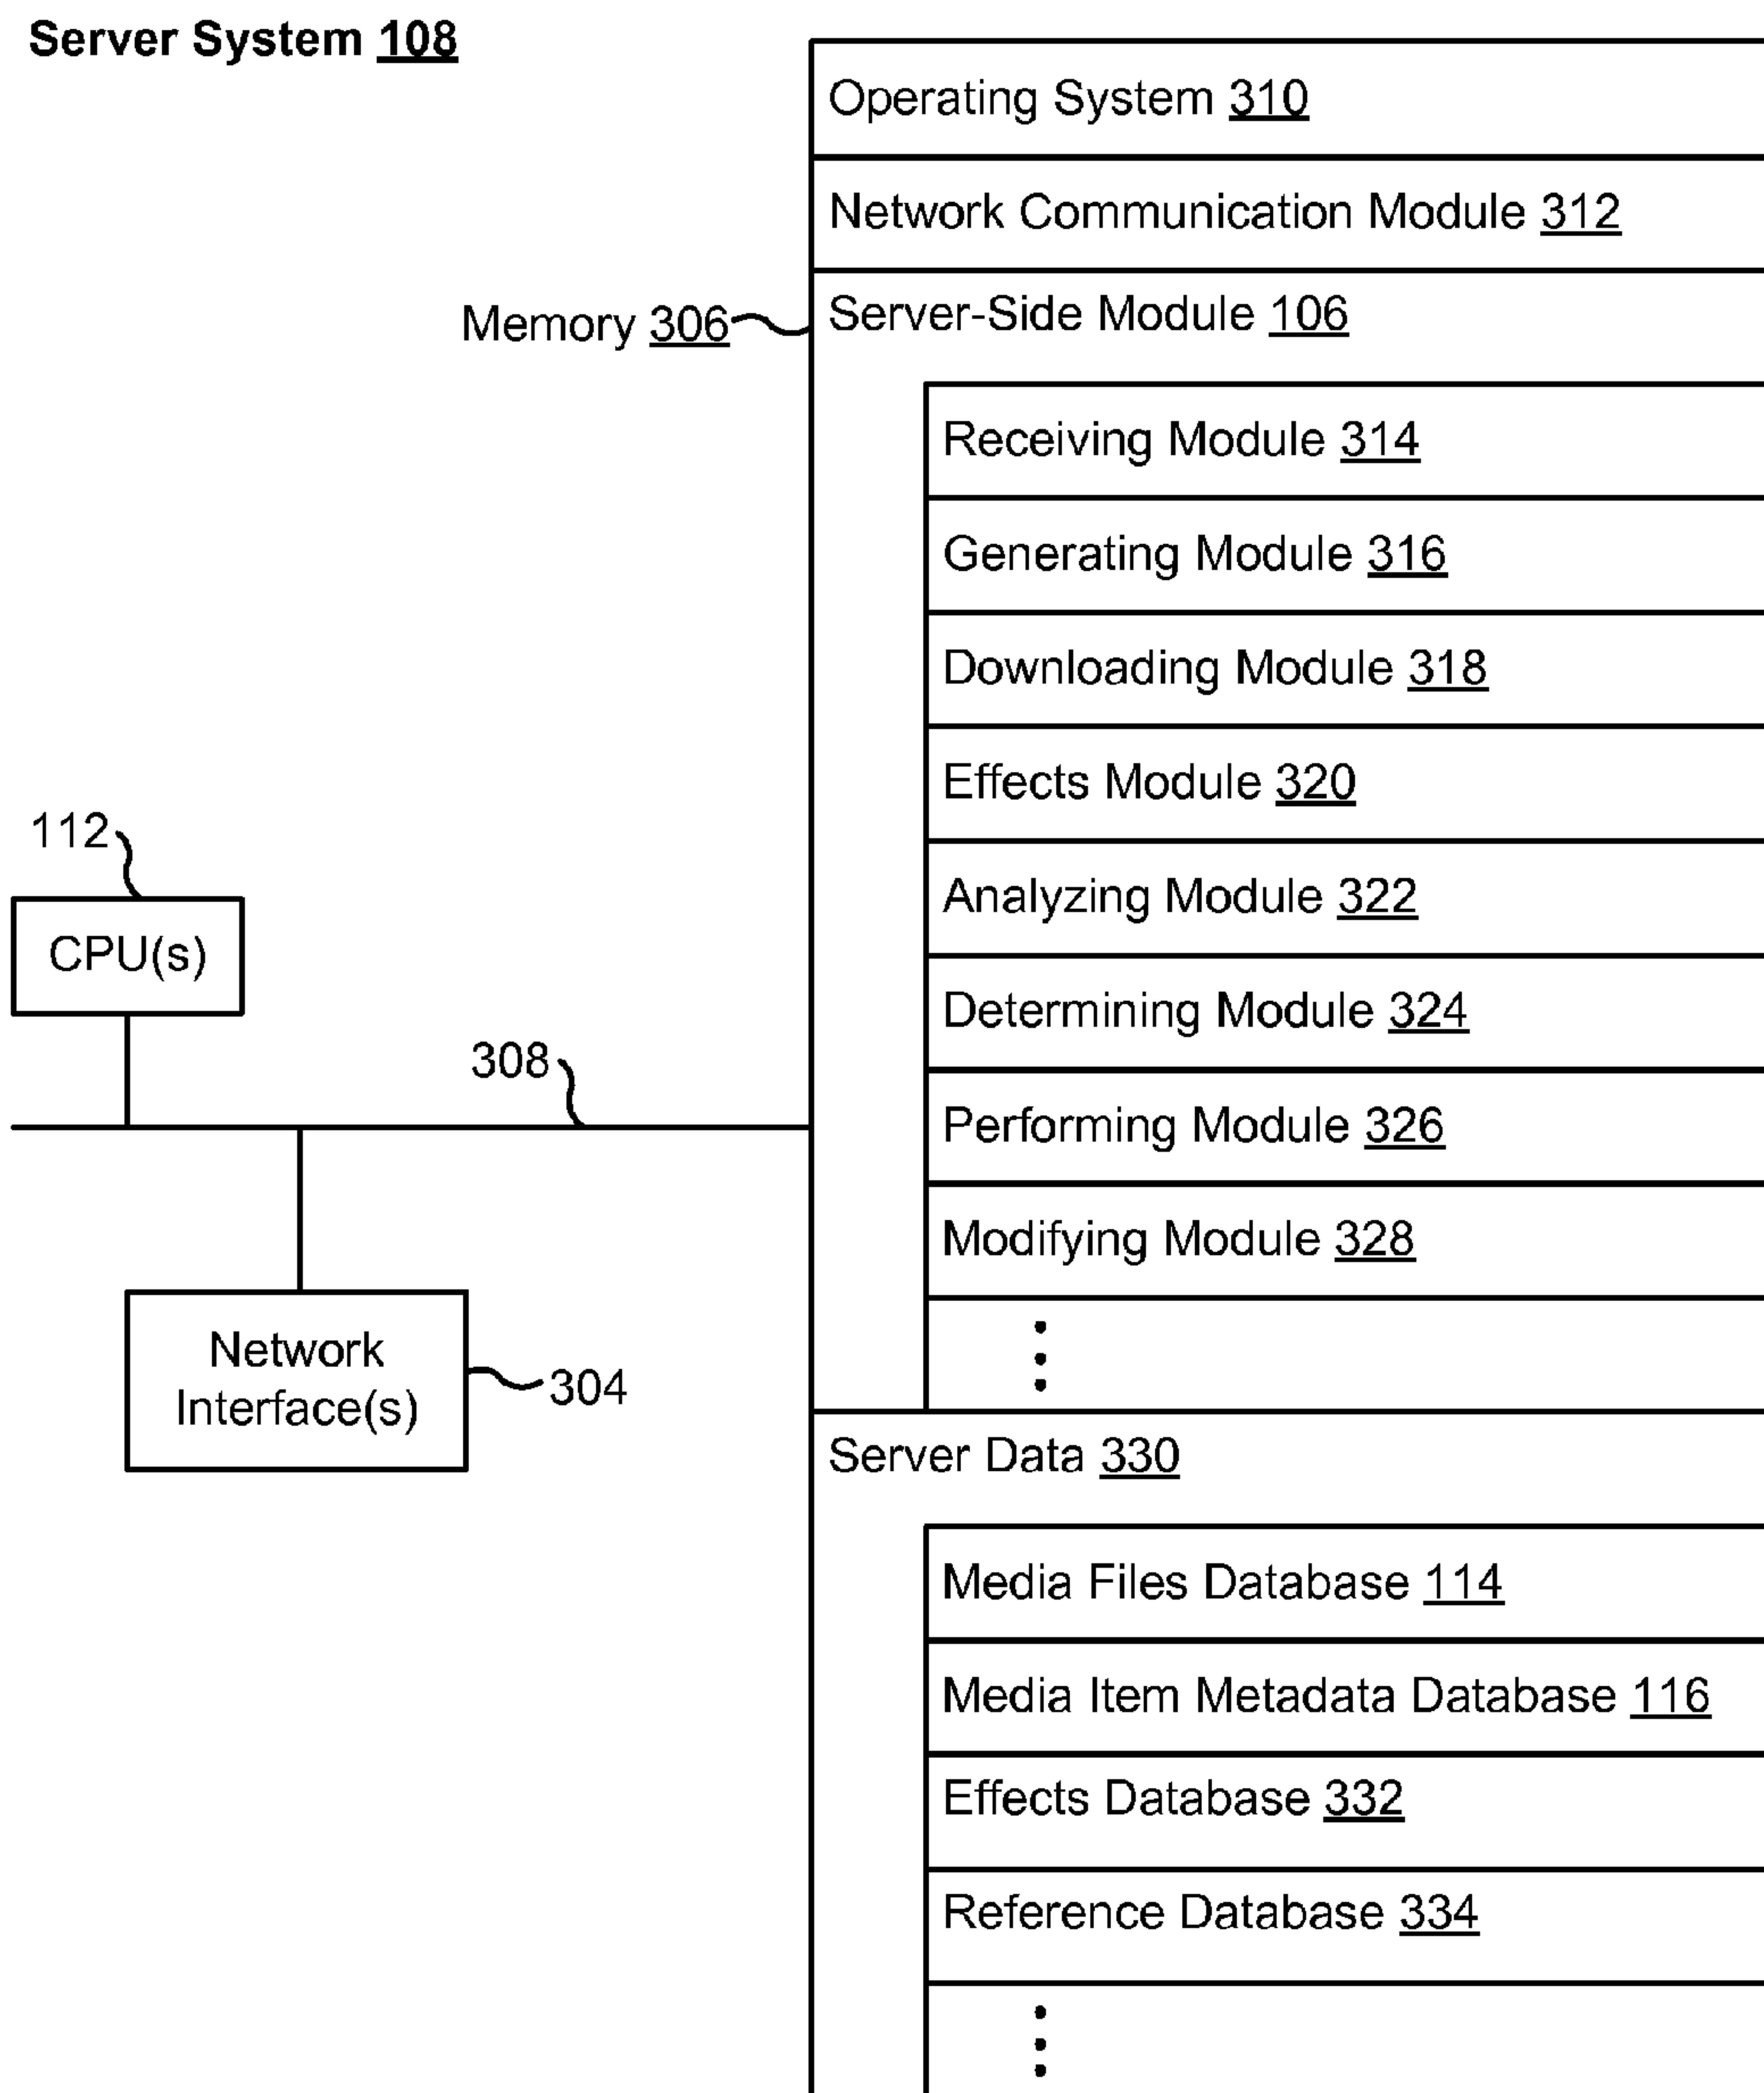 Server System 108
Operating System 310
Network Communication Module 312
Memory 306
Server-Side Module 106
Receiving Module 314
Generating Module 316
Downloading Module 318
Effects Module 320
112
Analyzing Module 322
CPU(s)
Determining Module 324
308
Performing Module 326
Modifying Module 328
Network
Interface(s)
304
Server Data 330
Media Files Database 114
Media Item Metadata Database 116
Effects Database 332
Reference Database 334